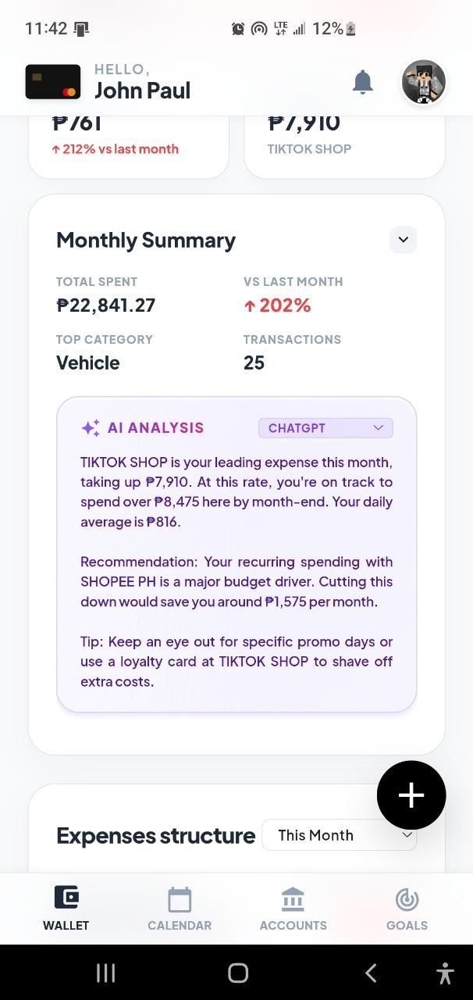 11:42
LTE
12%
HELLO,
John Paul
₱761
₱7,910
↑ 212% vs last month
TIKTOK SHOP
Monthly Summary
TOTAL SPENT
VS LAST MONTH
₱22,841.27
↑ 202%
TOP CATEGORY
TRANSACTIONS
Vehicle
25
AI ANALYSIS
CHATGPT
TIKTOK SHOP is your leading expense this month,
taking up ₱7,910. At this rate, you're on track to
spend over ₱8,475 here by month-end. Your daily
average is ₱816.
Recommendation: Your recurring spending with
SHOPEE PH is a major budget driver. Cutting this
down would save you around ₱1,575 per month.
Tip: Keep an eye out for specific promo days or
use a loyalty card at TIKTOK SHOP to shave off
extra costs.
Expenses structure
This Month
WALLET
CALENDAR
ACCOUNTS
GOALS